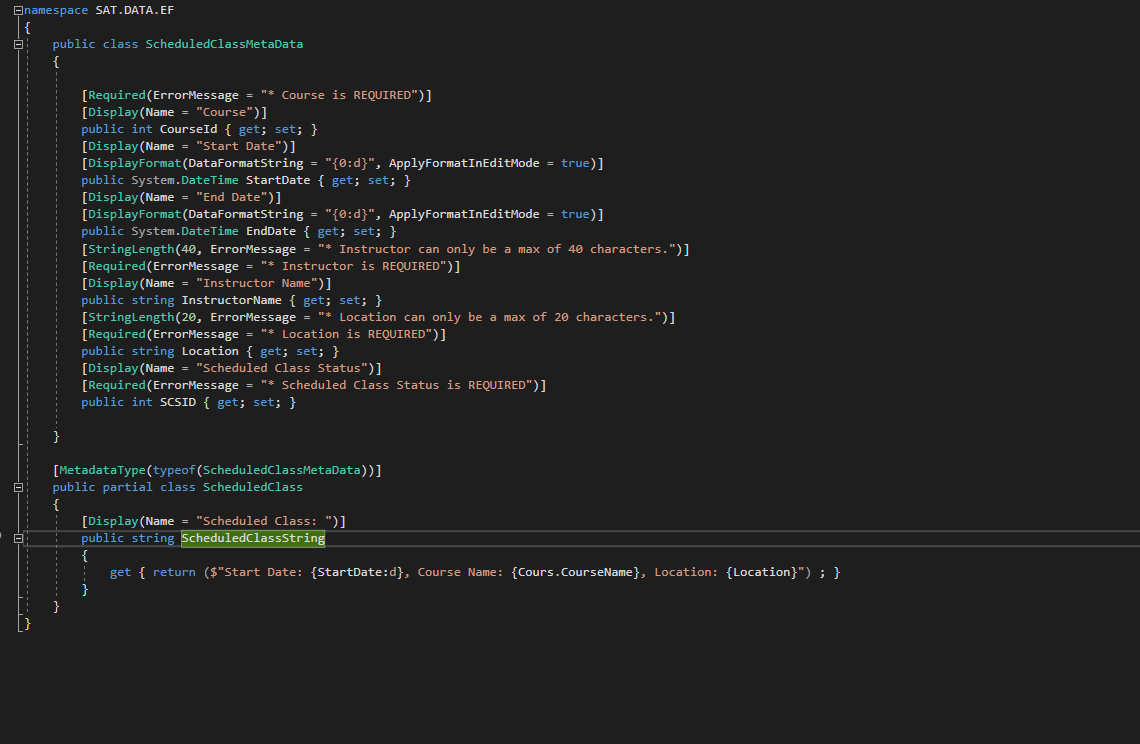 namespace SAT.DATA.EF
{
public class ScheduledClassMetaData
{
[Required(ErrorMessage = "* Course is REQUIRED")]
[Display(Name = "Course")]
public int CourseId { get; set; }
[Display(Name = "Start Date")]
[DisplayFormat(DataFormatString = "{0:d}", ApplyFormatInEditMode = true)]
public System.DateTime StartDate { get; set; }
[Display(Name = "End Date")]
[DisplayFormat(DataFormatString = "{0:d}", ApplyFormatInEditMode = true)]
public System.DateTime EndDate { get; set; }
[StringLength(40, ErrorMessage = "* Instructor can only be a max of 40 characters.")]
[Required(ErrorMessage = "* Instructor is REQUIRED")]
[Display(Name = "Instructor Name")]
public string InstructorName { get; set; }
[StringLength(20, ErrorMessage = "* Location can only be a max of 20 characters.")]
[Required(ErrorMessage = "* Location is REQUIRED")]
public string Location { get; set; }
[Display(Name = "Scheduled Class Status")]
[Required(ErrorMessage = "* Scheduled Class Status is REQUIRED")]
public int SCSID { get; set; }
}
[MetadataType(typeof(ScheduledClassMetaData))]
public partial class ScheduledClass
{
[Display(Name = "Scheduled Class: ")]
public string ScheduledClassString
{
get { return ($"Start Date: {StartDate:d}, Course Name: {Cours.CourseName}, Location: {Location}") ; }
}
}
}